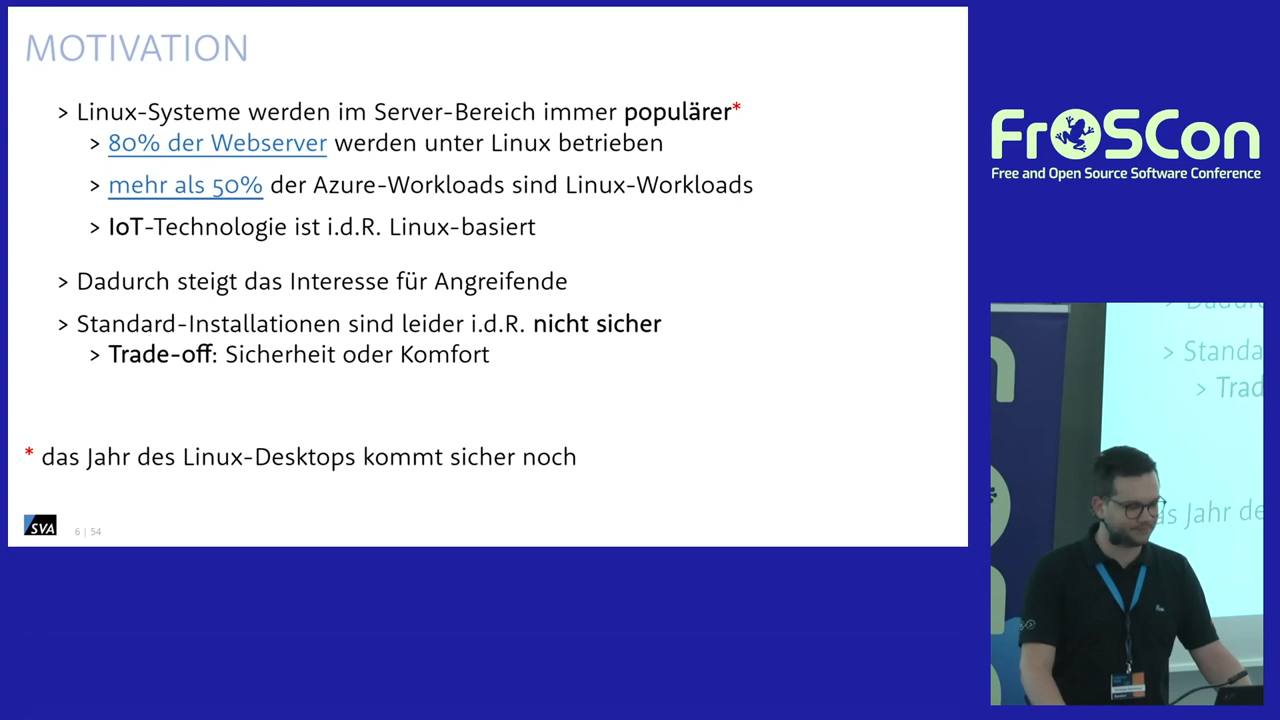 MOTIVATION
> Linux-Systeme werden im Server-Bereich immer populärer*
> 80% der Webserver werden unter Linux betrieben
> mehr als 50% der Azure-Workloads sind Linux-Workloads
> IoT-Technologie ist i.d.R. Linux-basiert
> Dadurch steigt das Interesse für Angreifende
> Standard-Installationen sind leider i.d.R. nicht sicher
> Trade-off: Sicherheit oder Komfort
* das Jahr des Linux-Desktops kommt sicher noch
SVA
6 | 54
FrOSCon
Free and Open Source Software Conference
> Standa
> Trad
as Jahr de